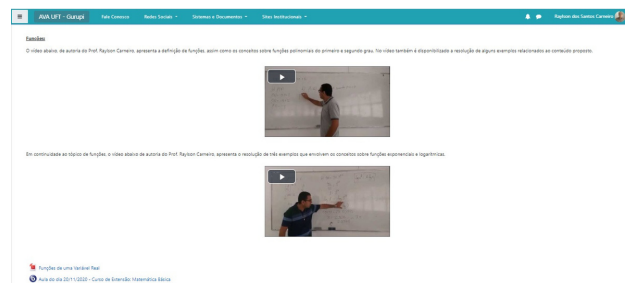 AVA UFT - Gurupi Fale Conosco Redes Sociais Sistemas e Documentos Sites Institucionais Raylson dos Santos Carneiro
Funções:
O vídeo abaixo, de autoria do Prof. Raylson Carneiro, apresenta a definição de funções, assim como os conceitos sobre funções polinomiais do primeiro e segundo grau. No vídeo também é disponibilizado a resolução de alguns exemplos relacionados ao conteúdo proposto.
Em continuidade ao tópico de funções, o vídeo abaixo de autoria do Prof. Raylson Carneiro, apresenta a resolução de três exemplos que envolvem os conceitos sobre funções exponenciais e logarítmicas.
Funções de uma Variável Real
Aula do dia 20/11/2020 - Curso de Extensão: Matemática Básica